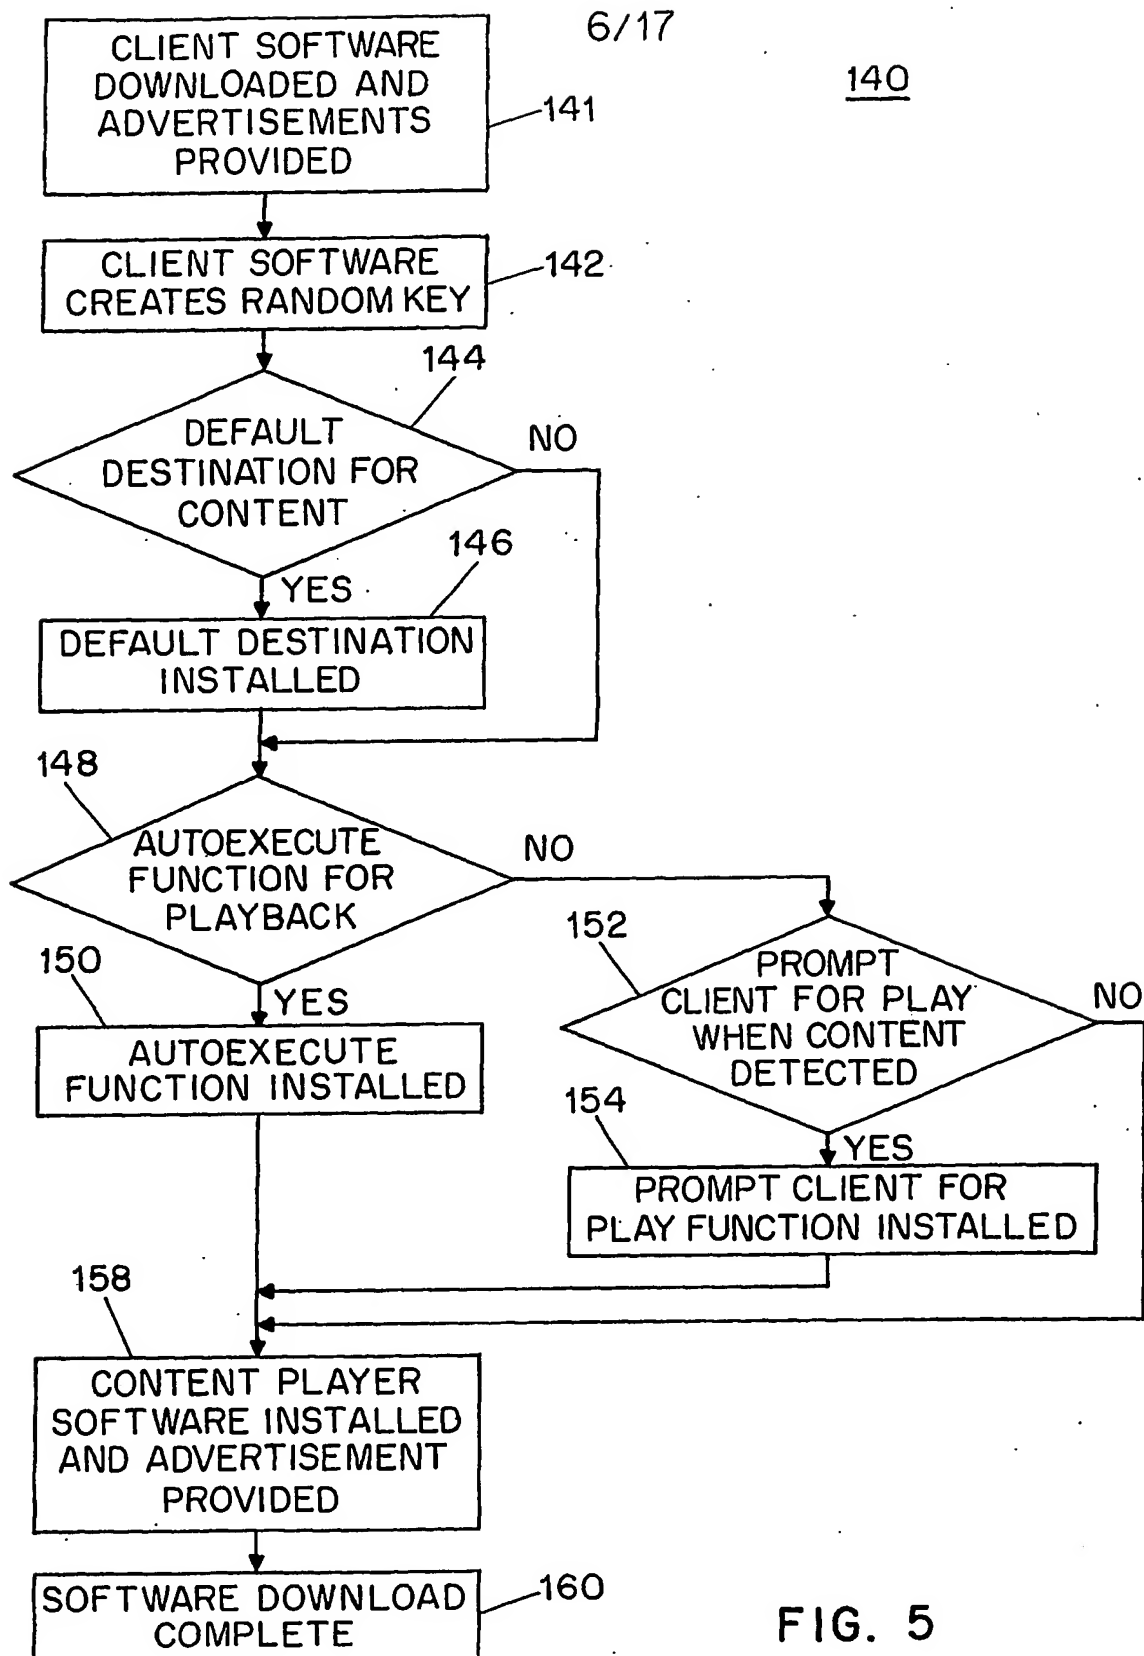 6/17
140
CLIENT SOFTWARE
DOWNLOADED AND
ADVERTISEMENTS
PROVIDED
141
CLIENT SOFTWARE
CREATES RANDOM KEY
142
144
DEFAULT
DESTINATION FOR
CONTENT
NO
YES
146
DEFAULT DESTINATION
INSTALLED
148
AUTOEXECUTE
FUNCTION FOR
PLAYBACK
NO
YES
150
AUTOEXECUTE
FUNCTION INSTALLED
152
PROMPT
CLIENT FOR PLAY
WHEN CONTENT
DETECTED
NO
YES
154
PROMPT CLIENT FOR
PLAY FUNCTION INSTALLED
158
CONTENT PLAYER
SOFTWARE INSTALLED
AND ADVERTISEMENT
PROVIDED
SOFTWARE DOWNLOAD
COMPLETE
160
FIG. 5